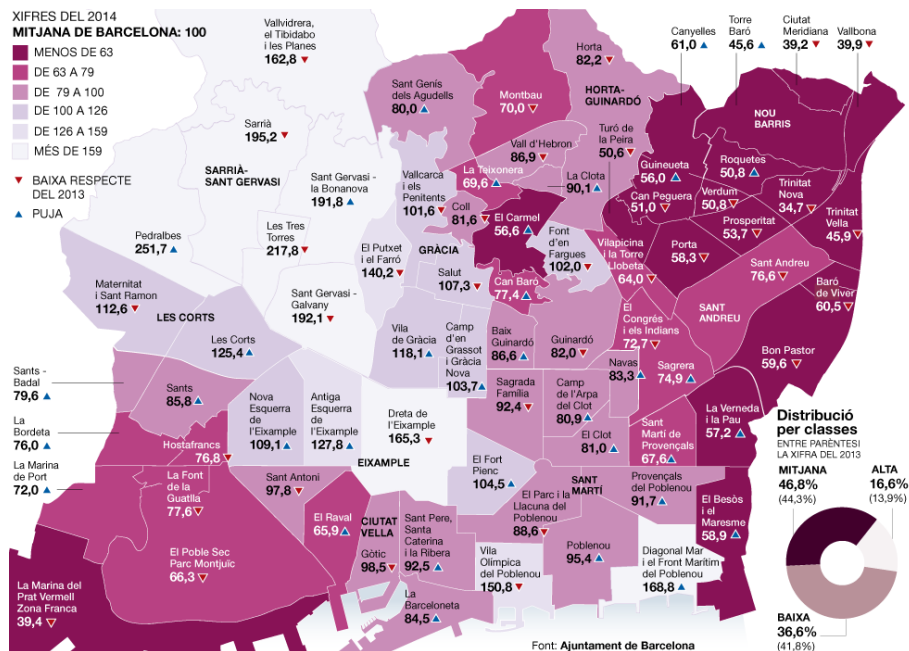 XIFRES DEL 2014
MITJANA DE BARCELONA: 100
MENOS DE 63
DE 63 A 79
DE 79 A 100
DE 100 A 126
DE 126 A 159
MÉS DE 159
BAIXA RESPECTE
DEL 2013
PUJA
Vallvidrera,
el Tibidabo
i les Planes
162,8
Sarrià
195,2
SARRIÀ-
SANT GERVASI
Sant Gervasi -
la Bonanova
191,8
Pedralbes
251,7
Les Tres
Torres
217,8
Sant Gervasi -
Galvany
192,1
El Putxet
i el Farró
140,2
Sant Genís
dels Agudells
80,0
Montbau
70,0
Horta
82,2
HORTA-
GUINARDÓ
Vall d'Hebron
86,9
Turó de
la Peira
50,6
La Teixonera
69,6
La Clota
90,1
Vallcarca
i els
Penitents
101,6
Coll
81,6
El Carmel
56,6
Font
d'en
Fargues
102,0
GRÀCIA
Salut
107,3
Can Baró
77,4
Vila
de Gràcia
118,1
Camp
d'en
Grassot
i Gràcia
Nova
103,7
Baix
Guinardó
86,6
Guinardó
82,0
Canyelles
61,0
Torre
Baró
45,6
Ciutat
Meridiana
39,2
Vallbona
39,9
NOU
BARRIS
Guineueta
56,0
Roquetes
50,8
Can Peguera
51,0
Verdum
50,8
Trinitat
Nova
34,7
Prosperitat
53,7
Trinitat
Vella
45,9
Porta
58,3
Vilapicina
i la Torre
Llobeta
64,0
Sant Andreu
76,6
Baró
de Viver
60,5
SANT
ANDREU
El
Congrés
i els Indians
72,7
Bon Pastor
59,6
Navas
83,3
Sagrera
74,9
Maternitat
i Sant Ramon
112,6
LES CORTS
Les Corts
125,4
Sants -
Badal
79,6
Sants
85,8
La
Bordeta
76,0
Hostafrancs
76,8
La Marina
de Port
72,0
La Font
de la
Guatlla
77,6
El Poble Sec
Parc Montjuïc
66,3
La Marina del
Prat Vermell
Zona Franca
39,4
Nova
Esquerra
de
l'Eixample
109,1
Antiga
Esquerra
de
l'Eixample
127,8
Dreta de
l'Eixample
165,3
EIXAMPLE
Sant Antoni
97,8
Sagrada
Família
92,4
El Fort
Pienc
104,5
El Raval
65,9
CIUTAT
VELLA
Gòtic
98,5
Sant Pere,
Santa
Caterina
i la Ribera
92,5
La
Barceloneta
84,5
Camp
de l'Arpa
del Clot
80,9
El Clot
81,0
Sant
Martí de
Provençals
67,6
La Verneda
i la Pau
57,2
SANT
MARTÍ
El Parc i la
Llacuna del
Poblenou
88,6
Provençals
del Poblenou
91,7
El Besòs
i el
Maresme
58,9
Vila
Olímpica
del Poblenou
150,8
Poblenou
95,4
Diagonal Mar
i el Front Marítim
del Poblenou
168,8
Distribució
per classes
ENTRE PARÈNTESI
LA XIFRA DEL 2013
MITJANA
46,8%
(44,3%)
ALTA
16,6%
(13,9%)
BAIXA
36,6%
(41,8%)
Font: Ajuntament de Barcelona